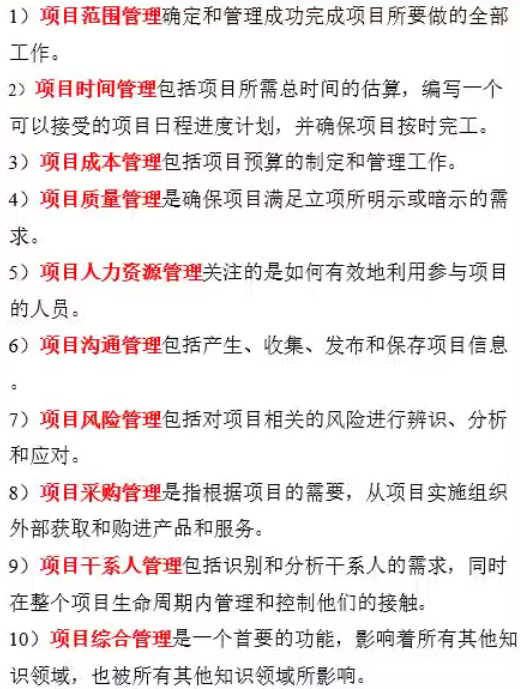 1）项目范围管理确定和管理成功完成项目所要做的全部
工作。
2）项目时间管理包括项目所需总时间的估算，编写一个
可以接受的项目日程进度计划，并确保项目按时完工。
3）项目成本管理包括项目预算的制定和管理工作。
4）项目质量管理是确保项目满足立项所明示或暗示的需
求。
5）项目人力资源管理关注的是如何有效地利用参与项目
的人员。
6）项目沟通管理包括产生、收集、发布和保存项目信息
。
7）项目风险管理包括对项目相关的风险进行辨识、分析
和应对。
8）项目采购管理是指根据项目的需要，从项目实施组织
外部获取和购进产品和服务。
9）项目干系人管理包括识别和分析干系人的需求，同时
在整个项目生命周期内管理和控制他们的接触。
10）项目综合管理是一个首要的功能，影响着所有其他知
识领域，也被所有其他知识领域所影响。